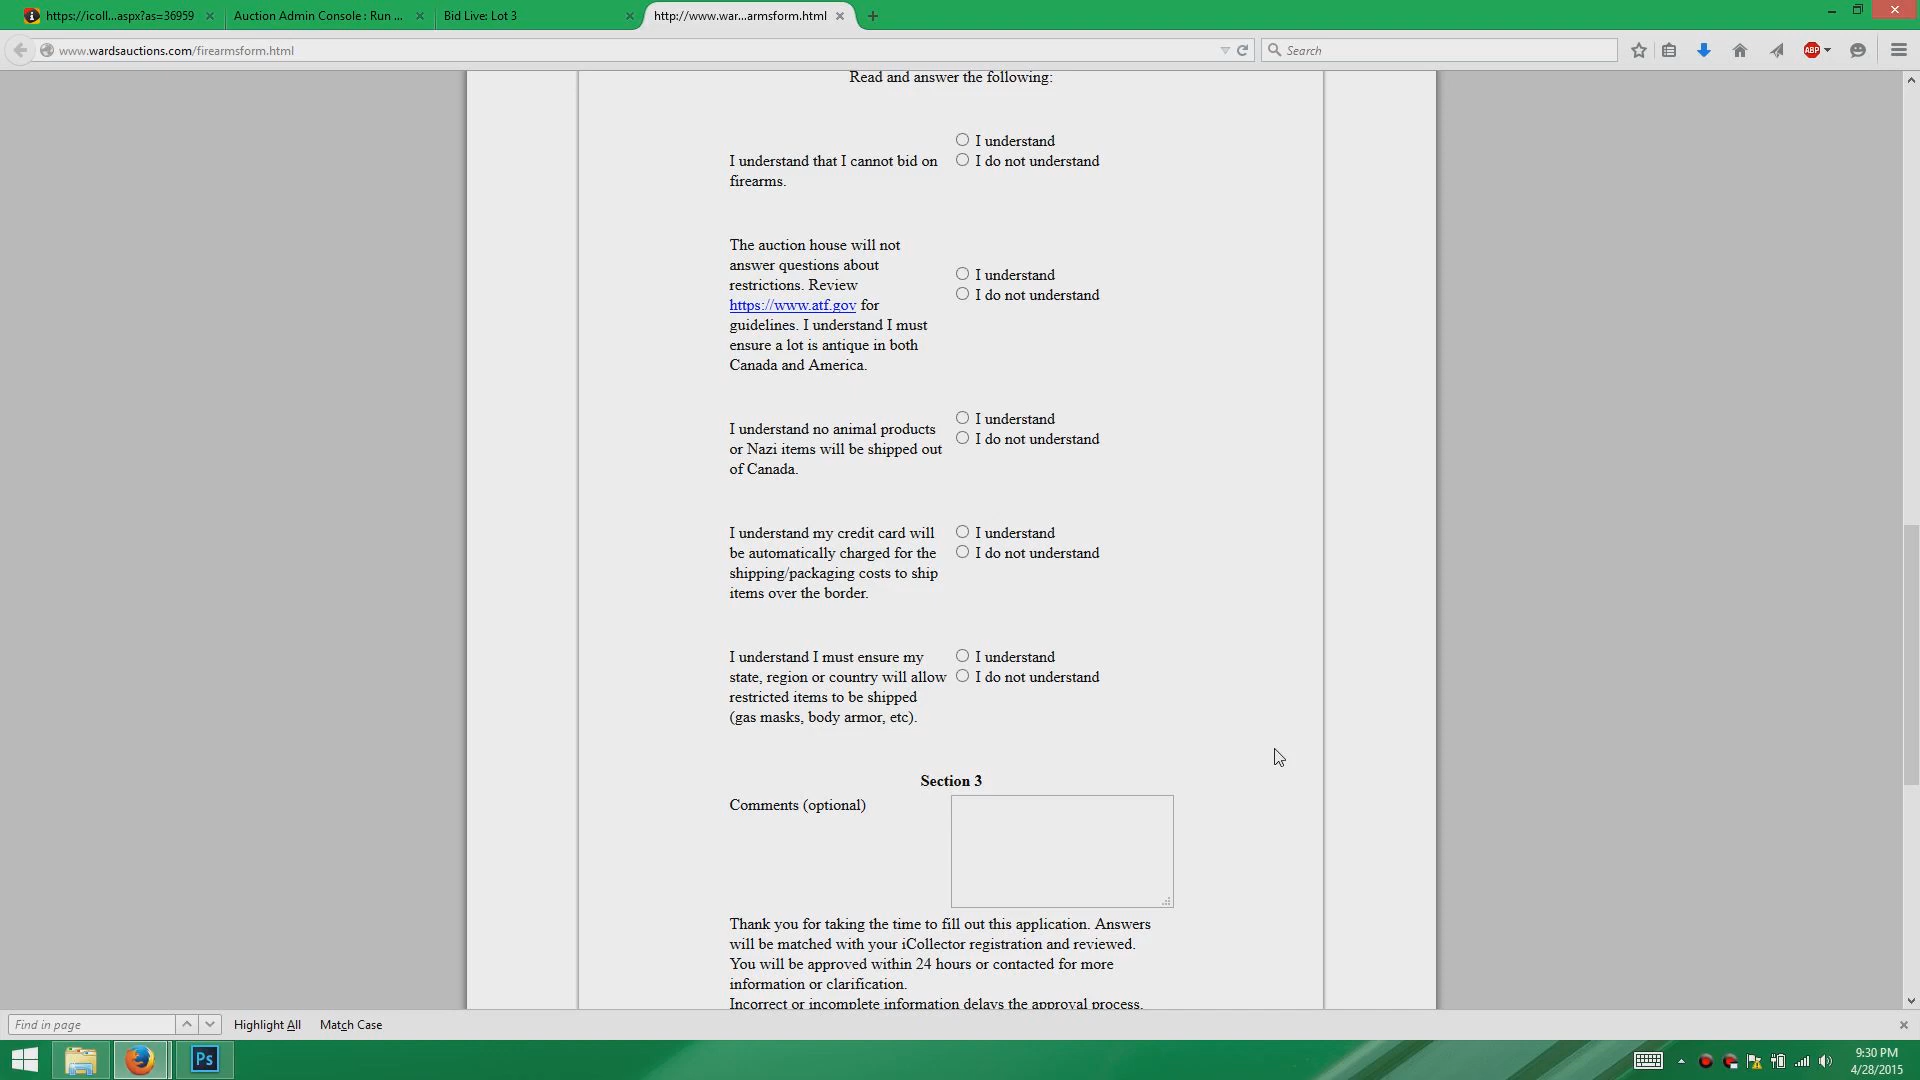 https://icoll...aspx?as=36959
Auction Admin Console : Run ...
Bid Live: Lot 3
http://www.war...armsform.html
www.wardsauctions.com/firearmsform.html
Search
ABP
Read and answer the following:
I understand that I cannot bid on
firearms.
I understand
I do not understand
The auction house will not
answer questions about
restrictions. Review
https://www.atf.gov for
guidelines. I understand I must
ensure a lot is antique in both
Canada and America.
I understand
I do not understand
I understand no animal products
or Nazi items will be shipped out
of Canada.
I understand
I do not understand
I understand my credit card will
be automatically charged for the
shipping/packaging costs to ship
items over the border.
I understand
I do not understand
I understand I must ensure my
state, region or country will allow
restricted items to be shipped
(gas masks, body armor, etc).
I understand
I do not understand
Section 3
Comments (optional)
Thank you for taking the time to fill out this application. Answers
will be matched with your iCollector registration and reviewed.
You will be approved within 24 hours or contacted for more
information or clarification.
Incorrect or incomplete information delays the approval process.
Find in page
Highlight All
Match Case
Ps
9:30 PM
4/28/2015